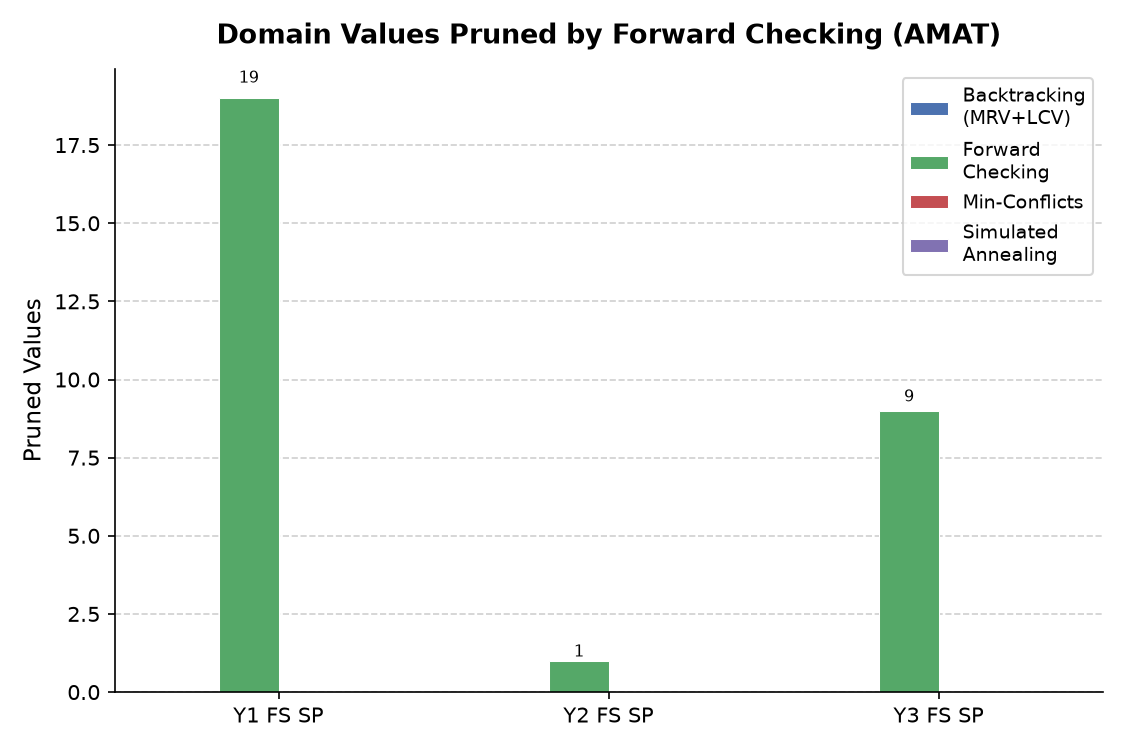 Domain Values Pruned by Forward Checking (AMAT)
19
Backtracking
(MRV+LCV)
Forward
Checking
Min-Conflicts
Simulated
Annealing
17.5
15.0
12.5
10.0
7.5
5.0
2.5
0.0
Pruned Values
9
1
Y1 FS SP
Y2 FS SP
Y3 FS SP